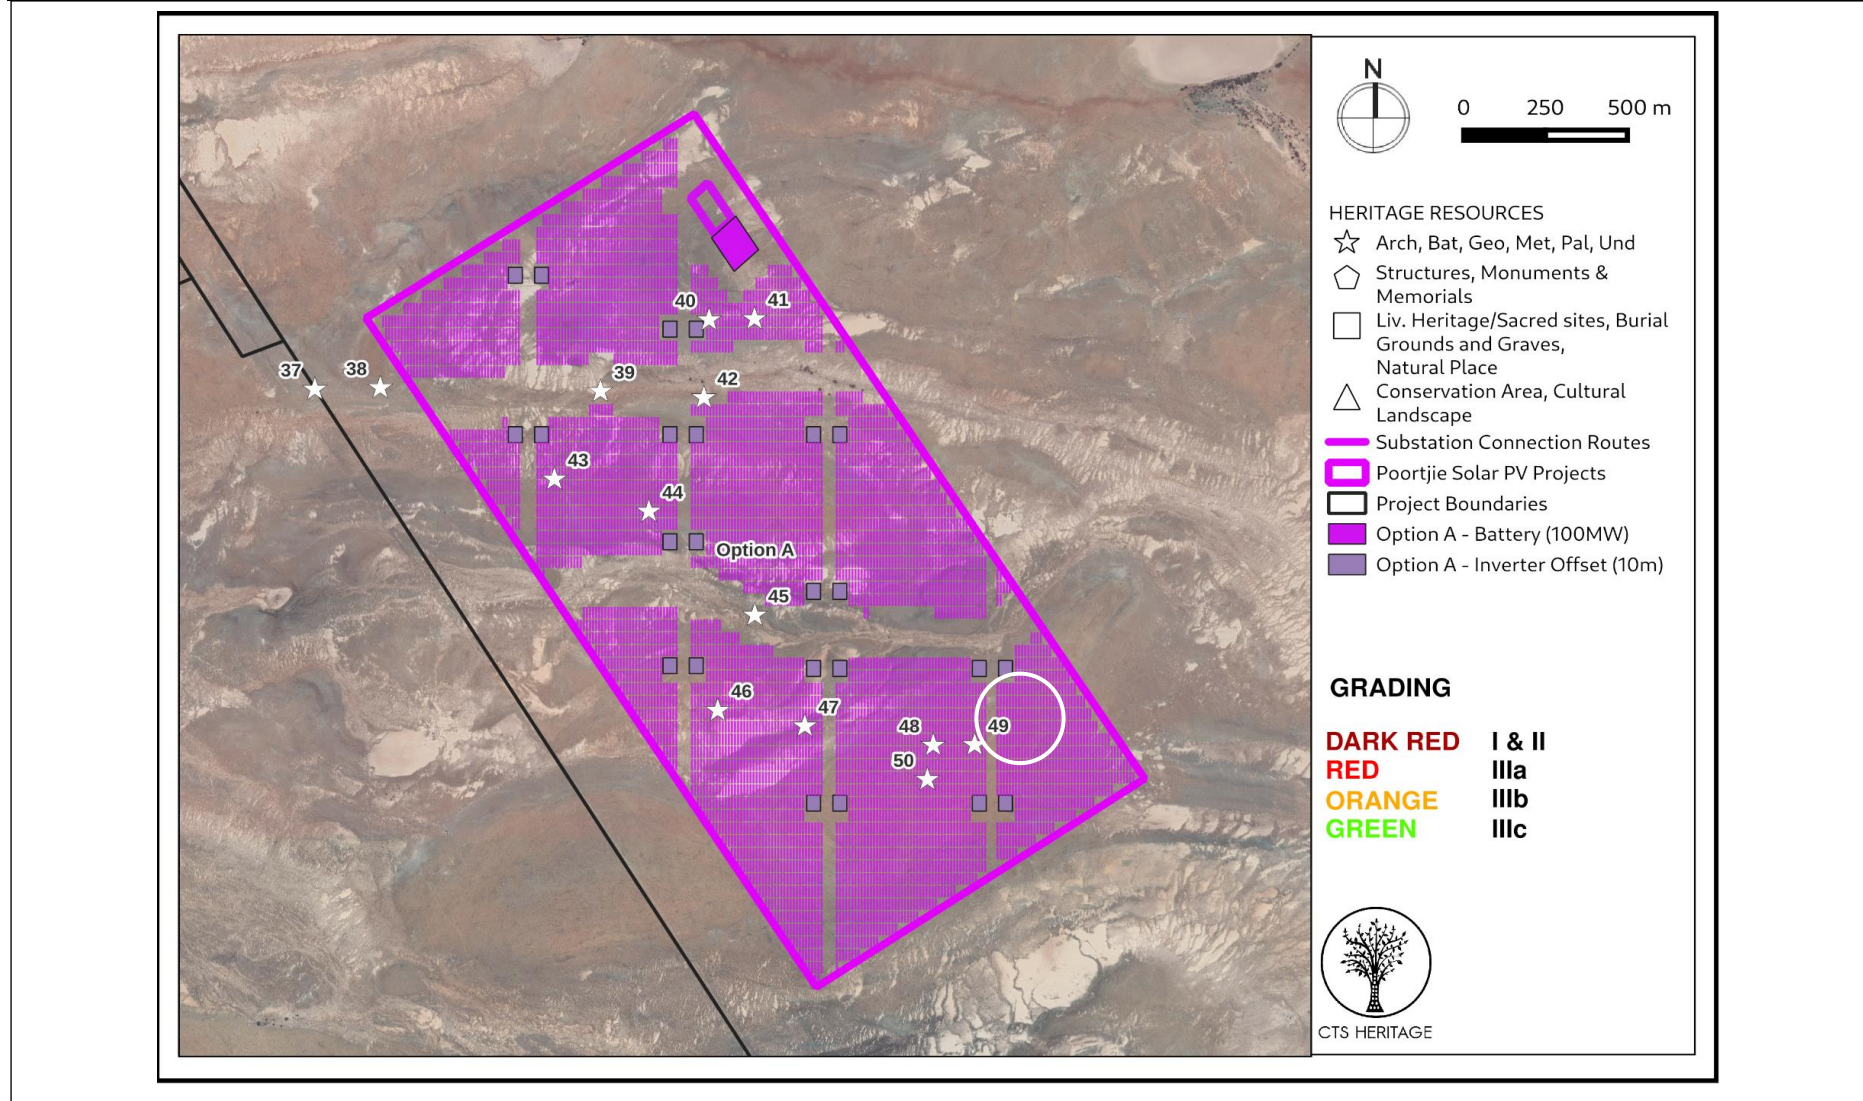 N
0 250 500 m
HERITAGE RESOURCES
Arch, Bat, Geo, Met, Pal, Und
Structures, Monuments &
Memorials
Liv. Heritage/Sacred sites, Burial
Grounds and Graves,
Natural Place
Conservation Area, Cultural
Landscape
Substation Connection Routes
Poortjie Solar PV Projects
Project Boundaries
Option A - Battery (100MW)
Option A - Inverter Offset (10m)
GRADING
DARK RED I & II
RED IIIa
ORANGE IIIb
GREEN IIIc
CTS HERITAGE
40
41
37
38
39
42
43
44
Option A
45
46
47
48
49
50